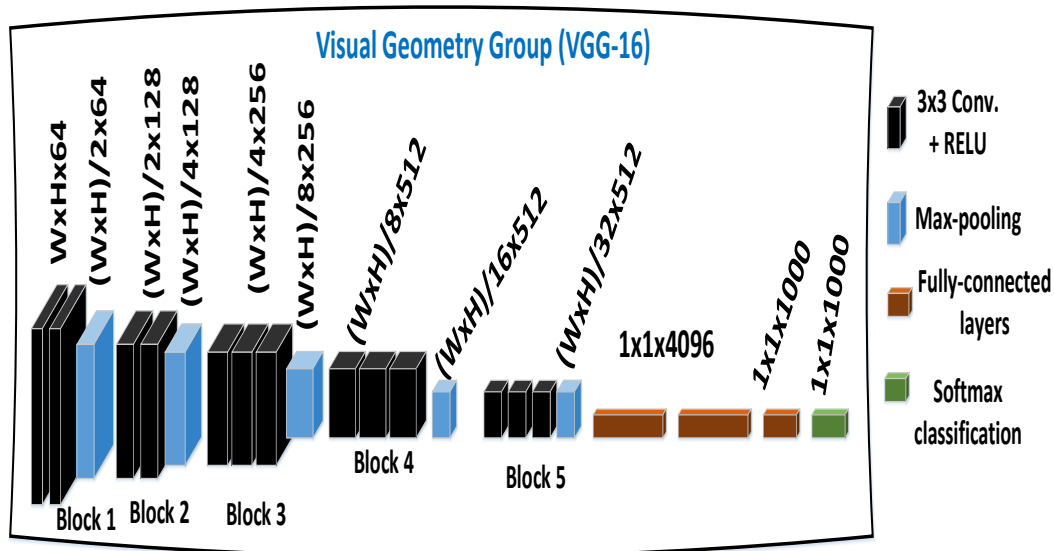 Visual Geometry Group (VGG-16)
WxHx64
(WxH)/2x64
(WxH)/2x128
(WxH)/4x128
(WxH)/4x256
(WxH)/8x256
(WxH)/8x512
(WxH)/16x512
(WxH)/32x512
1x1x4096
1x1x1000
1x1x1000
Block 1
Block 2
Block 3
Block 4
Block 5
3x3 Conv.
+ RELU
Max-pooling
Fully-connected
layers
Softmax
classification